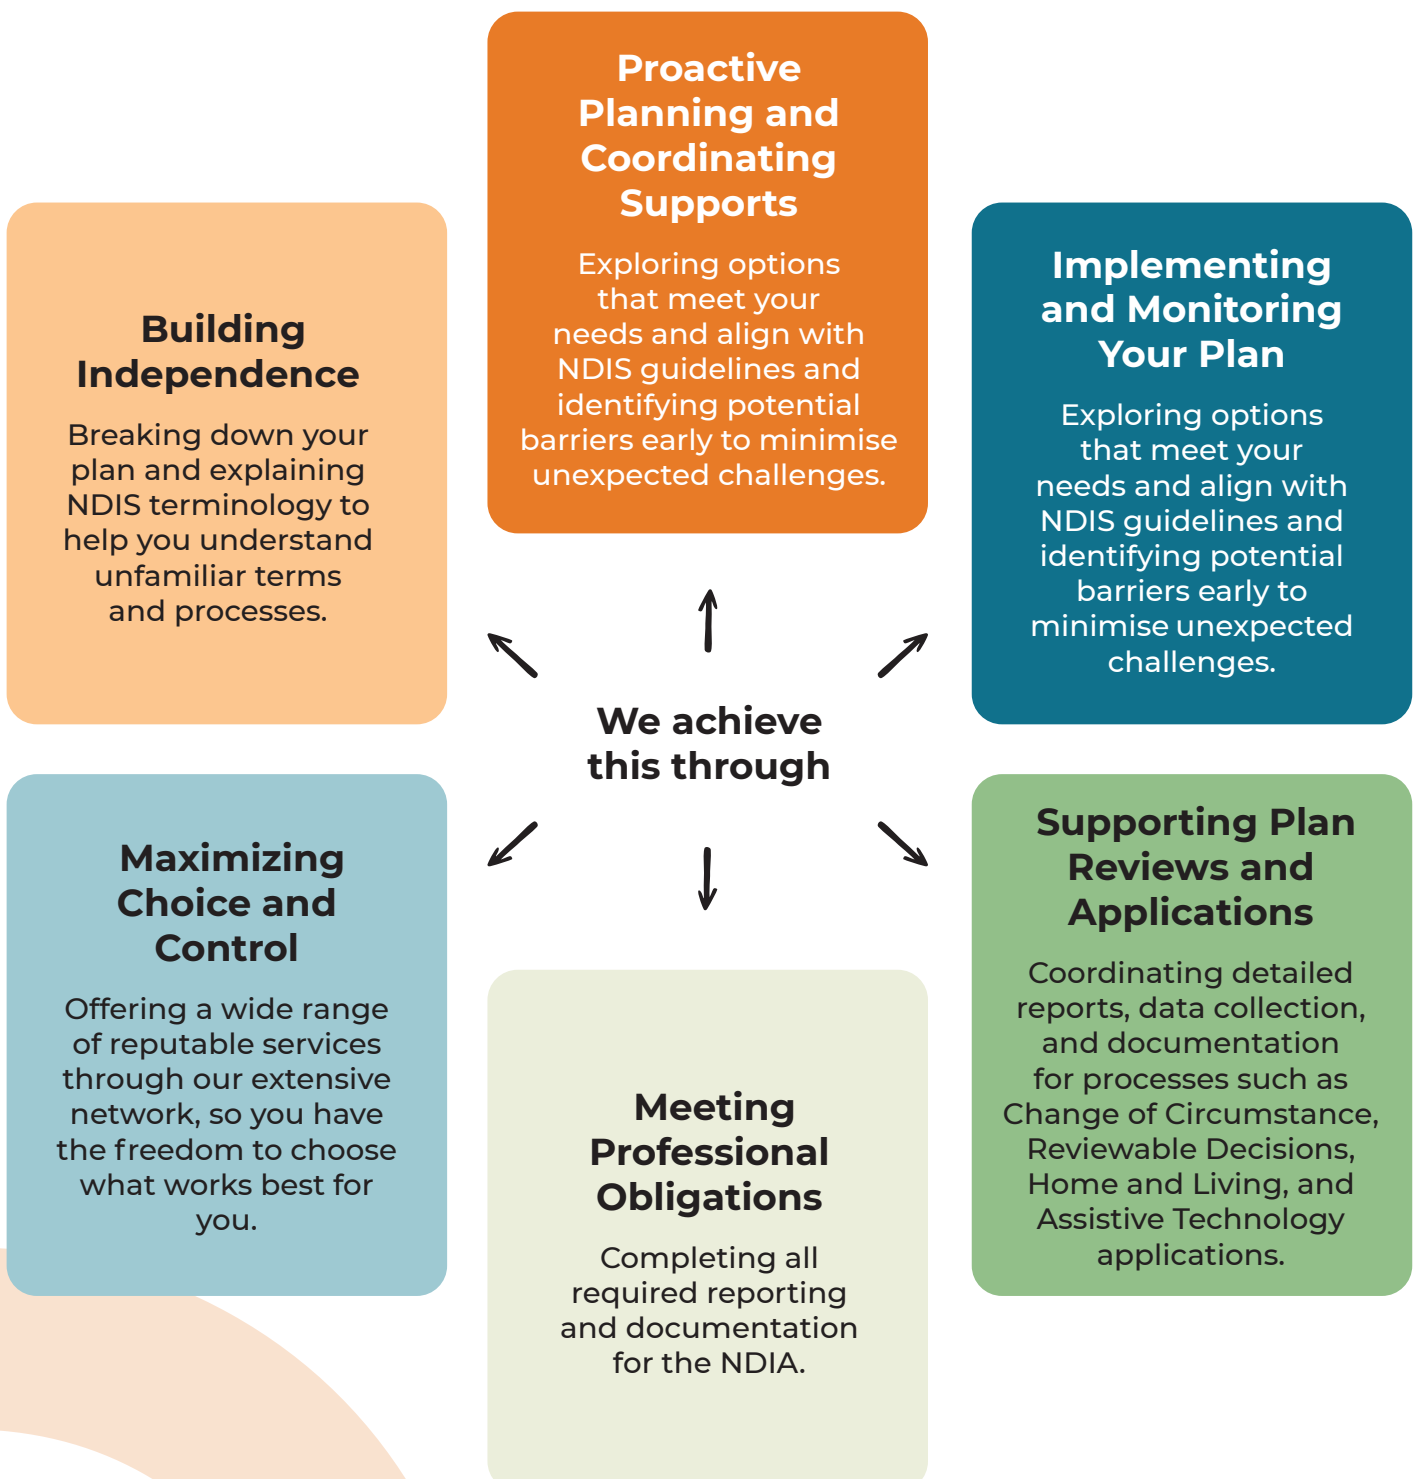 Proactive
Planning and
Coordinating
Supports
Exploring options
that meet your
needs and align with
NDIS guidelines and
identifying potential
barriers early to minimise
unexpected challenges.
Building
Independence
Breaking down your
plan and explaining
NDIS terminology to
help you understand
unfamiliar terms
and processes.
Implementing
and Monitoring
Your Plan
Exploring options
that meet your
needs and align with
NDIS guidelines and
identifying potential
barriers early to
minimise unexpected
challenges.
We achieve
this through
Maximizing
Choice and
Control
Offering a wide range
of reputable services
through our extensive
network, so you have
the freedom to choose
what works best for
you.
Meeting
Professional
Obligations
Completing all
required reporting
and documentation
for the NDIA.
Supporting Plan
Reviews and
Applications
Coordinating detailed
reports, data collection,
and documentation
for processes such as
Change of Circumstance,
Reviewable Decisions,
Home and Living, and
Assistive Technology
applications.